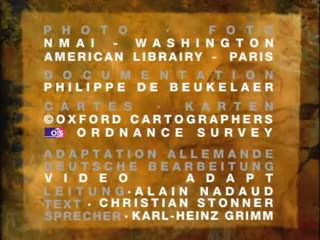 PHOTO · FOTO
NMAI - WASHINGTON
AMERICAN LIBRAIRY - PARIS
DOCUMENTATION
PHILIPPE DE BEUKELAER
CARTES · KARTEN
©OXFORD CARTOGRAPHERS
OS ORDNANCE SURVEY
ADAPTATION ALLEMANDE
DEUTSCHE BEARBEITUNG
VIDEO ADAPT
LEITUNG·ALAIN NADAUD
TEXT·CHRISTIAN STONNER
SPRECHER·KARL-HEINZ GRIMM